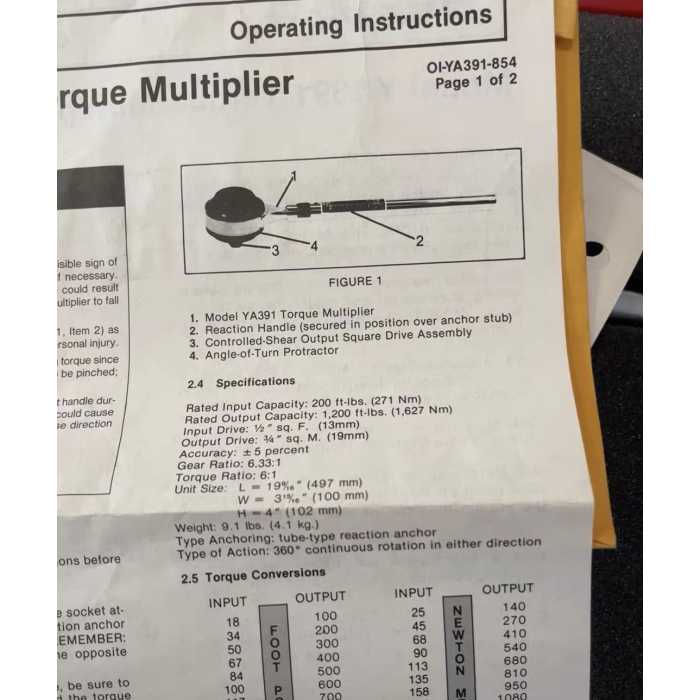 Operating Instructions
rque Multiplier
OI-YA391-854
Page 1 of 2
isible sign of
f necessary.
could result
ultiplier to fall
1, Item 2) as
rsonal injury.
torque since
be pinched;
t handle dur-
could cause
se direction
1
2
3
4
FIGURE 1
1. Model YA391 Torque Multiplier
2. Reaction Handle (secured in position over anchor stub)
3. Controlled-Shear Output Square Drive Assembly
4. Angle-of-Turn Protractor
2.4 Specifications
Rated Input Capacity: 200 ft-lbs. (271 Nm)
Rated Output Capacity: 1,200 ft-lbs. (1,627 Nm)
Input Drive: ½" sq. F. (13mm)
Output Drive: ¾" sq. M. (19mm)
Accuracy: ± 5 percent
Gear Ratio: 6.33:1
Torque Ratio: 6:1
Unit Size: L = 19⁹⁄₁₆" (497 mm)
W = 3¹⁵⁄₁₆" (100 mm)
H = 4" (102 mm)
Weight: 9.1 lbs. (4.1 kg.)
Type Anchoring: tube-type reaction anchor
Type of Action: 360° continuous rotation in either direction
ons before
e socket at-
tion anchor
EMEMBER:
he opposite
, be sure to
the torque
2.5 Torque Conversions
INPUT OUTPUT INPUT OUTPUT
18 F 100 25 N 140
34 O 200 45 E 270
50 O 300 68 W 410
67 T 400 90 T 540
84 500 113 O 680
100 P 600 135 N 810
700 158 M 950
1080